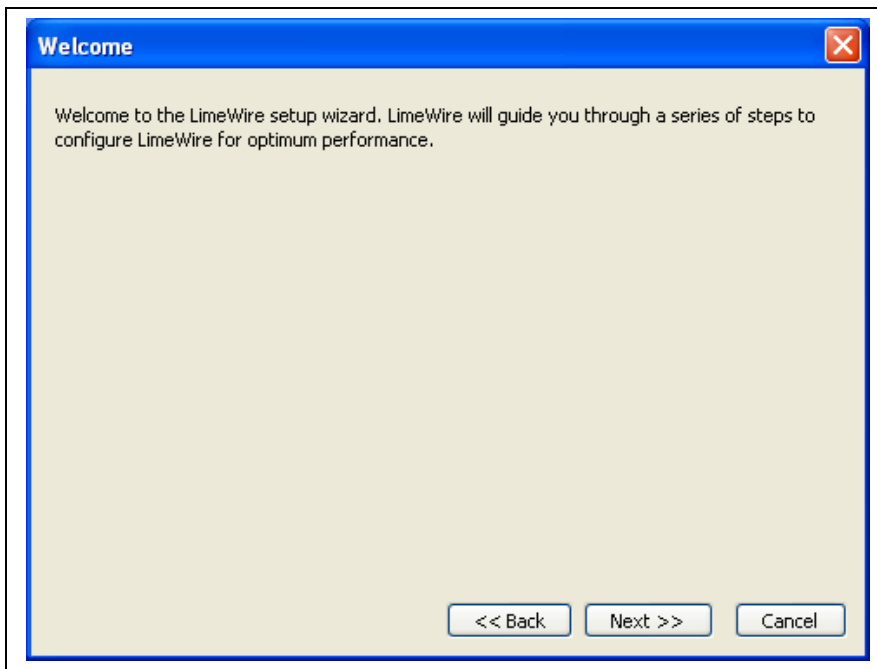 Welcome
Welcome to the LimeWire setup wizard. LimeWire will guide you through a series of steps to
configure LimeWire for optimum performance.
<< Back
Next >>
Cancel